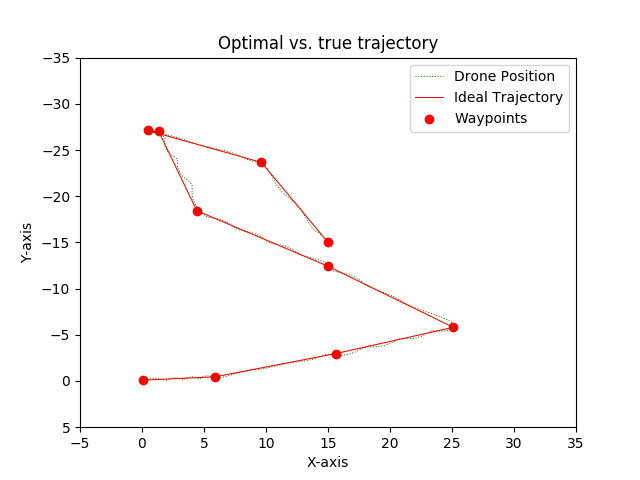 Optimal vs. true trajectory
Drone Position
Ideal Trajectory
Waypoints
Y-axis
−35
−30
−25
−20
−15
−10
−5
0
5
−5 0 5 10 15 20 25 30 35
X-axis